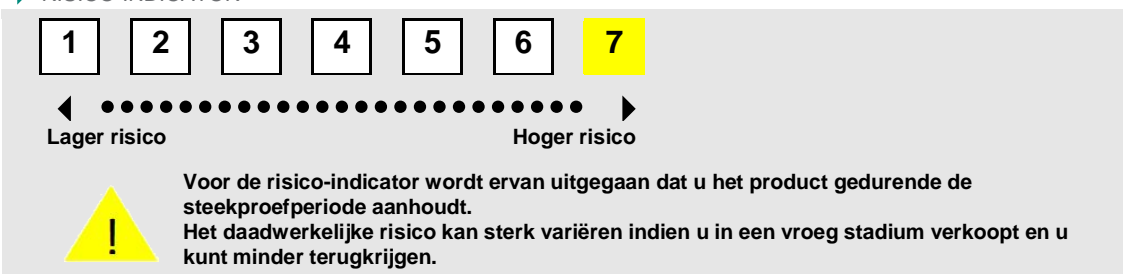 RISICO-INDICATOR
1 2 3 4 5 6 7
Lager risico Hoger risico
Voor de risico-indicator wordt ervan uitgegaan dat u het product gedurende de
steekproefperiode aanhoudt.
Het daadwerkelijke risico kan sterk variëren indien u in een vroeg stadium verkoopt en u
kunt minder terugkrijgen.
!